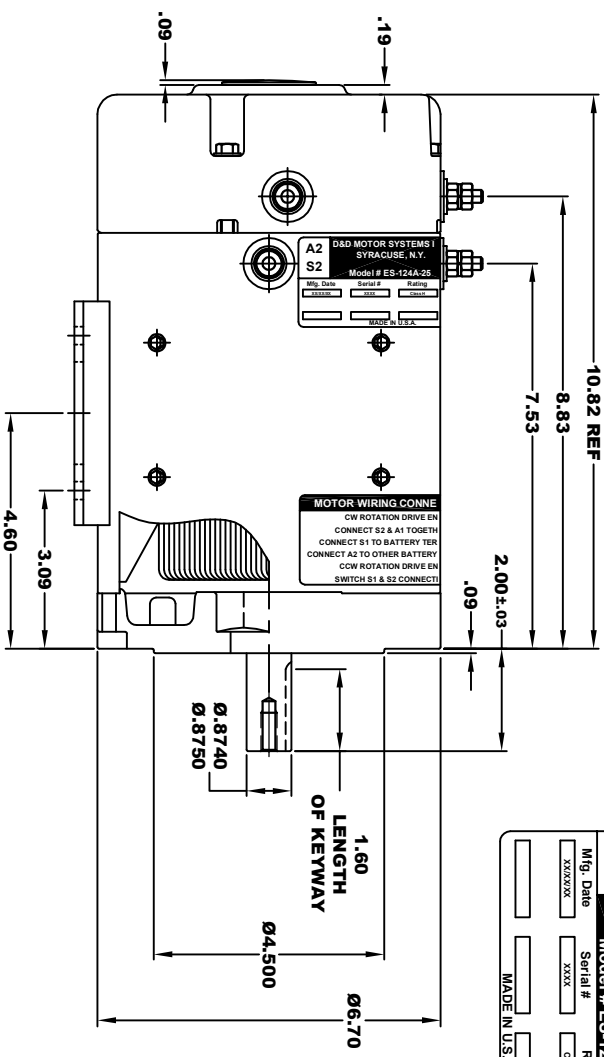 .09
.19
10.82 REF
8.83
7.53
2.00±.03
.09
A2
S2
D&D MOTOR SYSTEMS I
SYRACUSE, N.Y.
Model # ES-124A-25
Mfg. Date Serial # Rating
XX/XX/XX XXXX Class H
MADE IN U.S.A.
MOTOR WIRING CONNE
CW ROTATION DRIVE EN
CONNECT S2 & A1 TOGETH
CONNECT S1 TO BATTERY TER
CONNECT A2 TO OTHER BATTERY
CCW ROTATION DRIVE EN
SWITCH S1 & S2 CONNECTI
4.60
3.09
Ø.8740
Ø.8750
1.60
LENGTH
OF KEYWAY
Ø4.500
Ø6.70
Mfg. Date Serial # R
XX/XX/XX XXXX C
MADE IN U.S